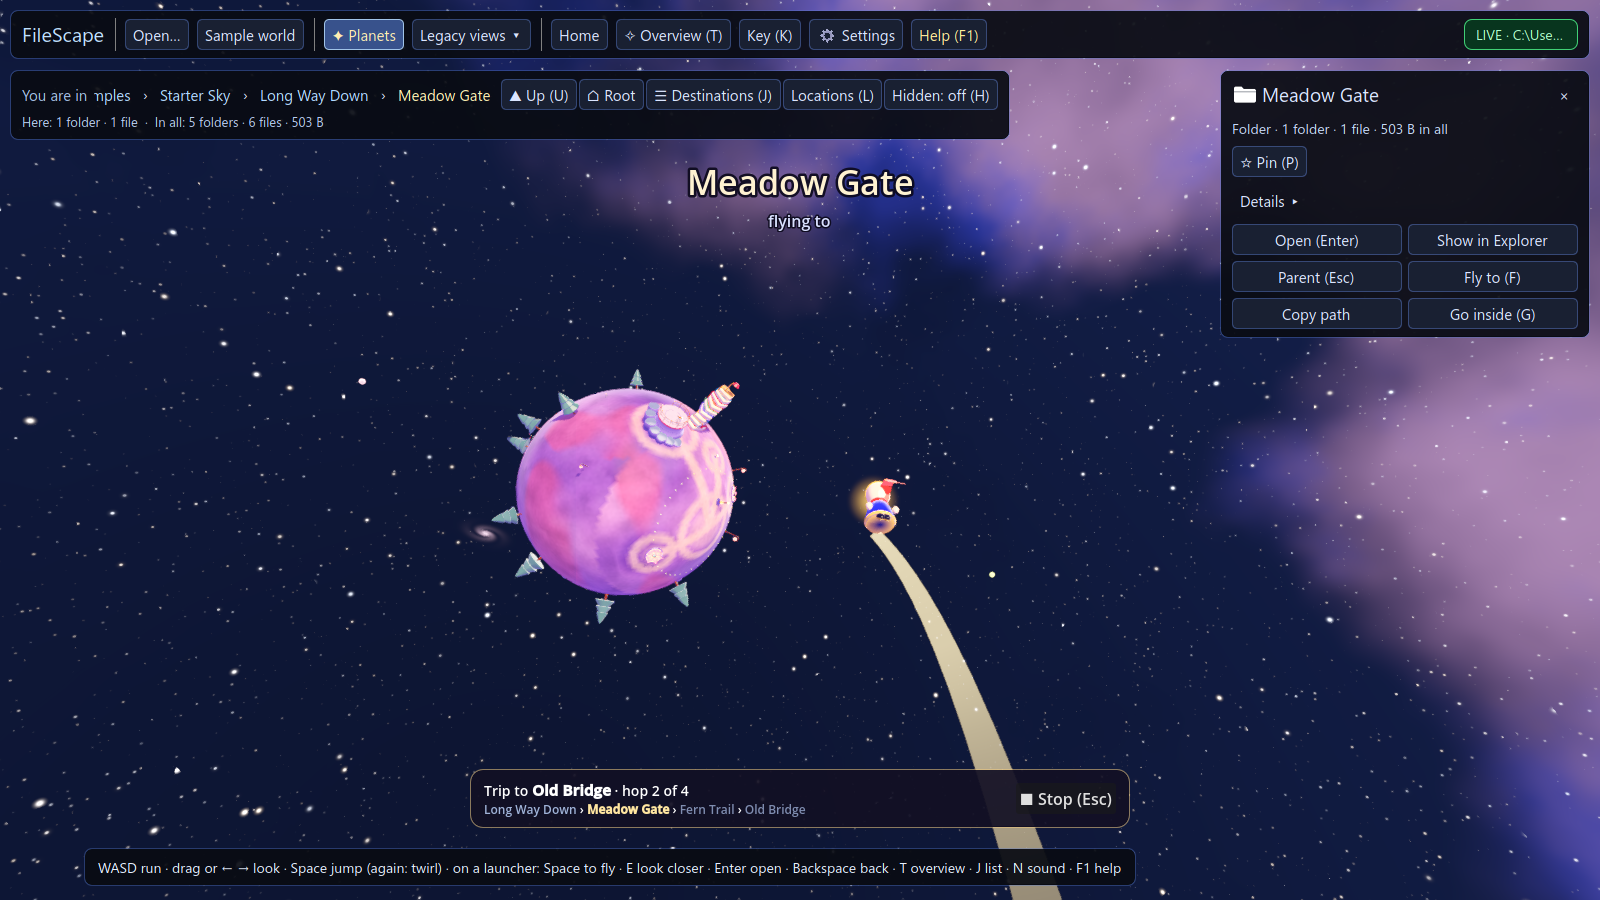 FileScape
Open...
Sample world
✦ Planets
Legacy views ▾
Home
✧ Overview (T)
Key (K)
⚙ Settings
Help (F1)
LIVE · C:\Use...
You are in mples › Starter Sky › Long Way Down › Meadow Gate
▲ Up (U)
⌂ Root
☰ Destinations (J)
Locations (L)
Hidden: off (H)
Here: 1 folder · 1 file · In all: 5 folders · 6 files · 503 B
Meadow Gate
×
Folder · 1 folder · 1 file · 503 B in all
☆ Pin (P)
Details ▸
Open (Enter)
Show in Explorer
Parent (Esc)
Fly to (F)
Copy path
Go inside (G)
Meadow Gate
flying to
Trip to Old Bridge · hop 2 of 4
Long Way Down › Meadow Gate › Fern Trail › Old Bridge
■ Stop (Esc)
WASD run · drag or ← → look · Space jump (again: twirl) · on a launcher: Space to fly · E look closer · Enter open · Backspace back · T overview · J list · N sound · F1 help